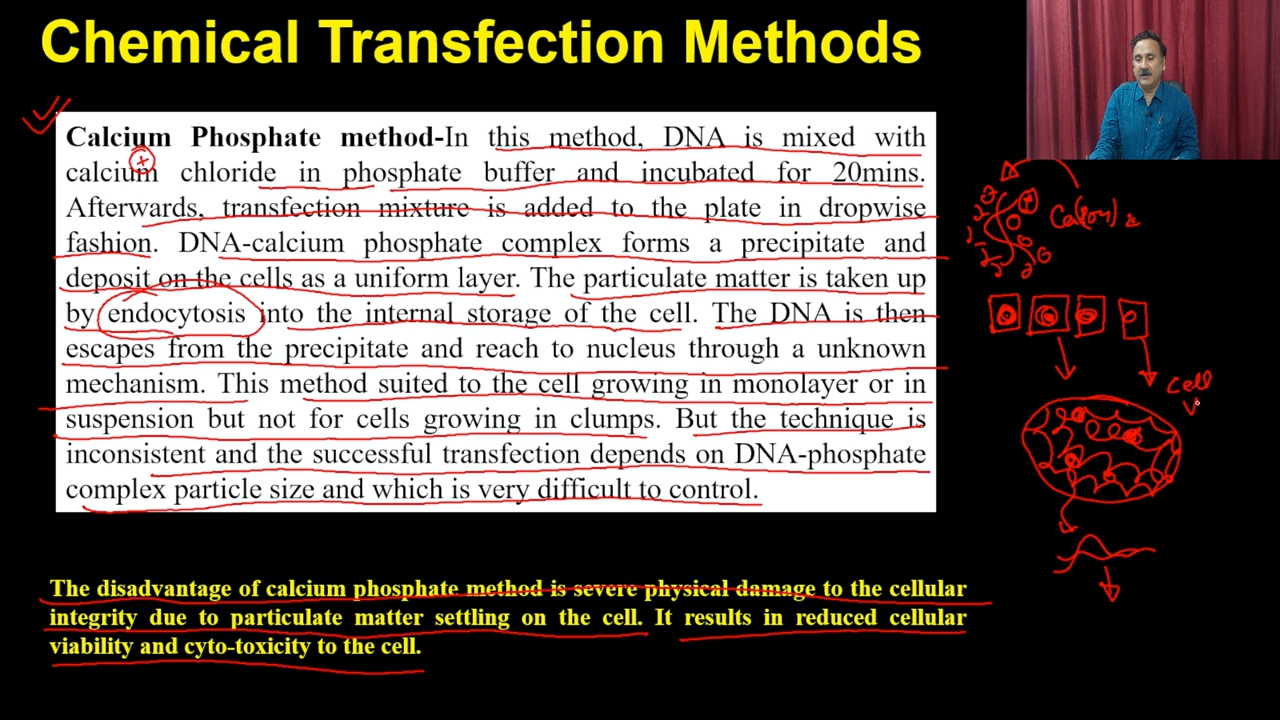 Chemical Transfection Methods
Calcium Phosphate method-In this method, DNA is mixed with
calcium chloride in phosphate buffer and incubated for 20mins.
Afterwards, transfection mixture is added to the plate in dropwise
fashion. DNA-calcium phosphate complex forms a precipitate and
deposit on the cells as a uniform layer. The particulate matter is taken up
by endocytosis into the internal storage of the cell. The DNA is then
escapes from the precipitate and reach to nucleus through a unknown
mechanism. This method suited to the cell growing in monolayer or in
suspension but not for cells growing in clumps. But the technique is
inconsistent and the successful transfection depends on DNA-phosphate
complex particle size and which is very difficult to control.
cell
The disadvantage of calcium phosphate method is severe physical damage to the cellular
integrity due to particulate matter settling on the cell. It results in reduced cellular
viability and cyto-toxicity to the cell.